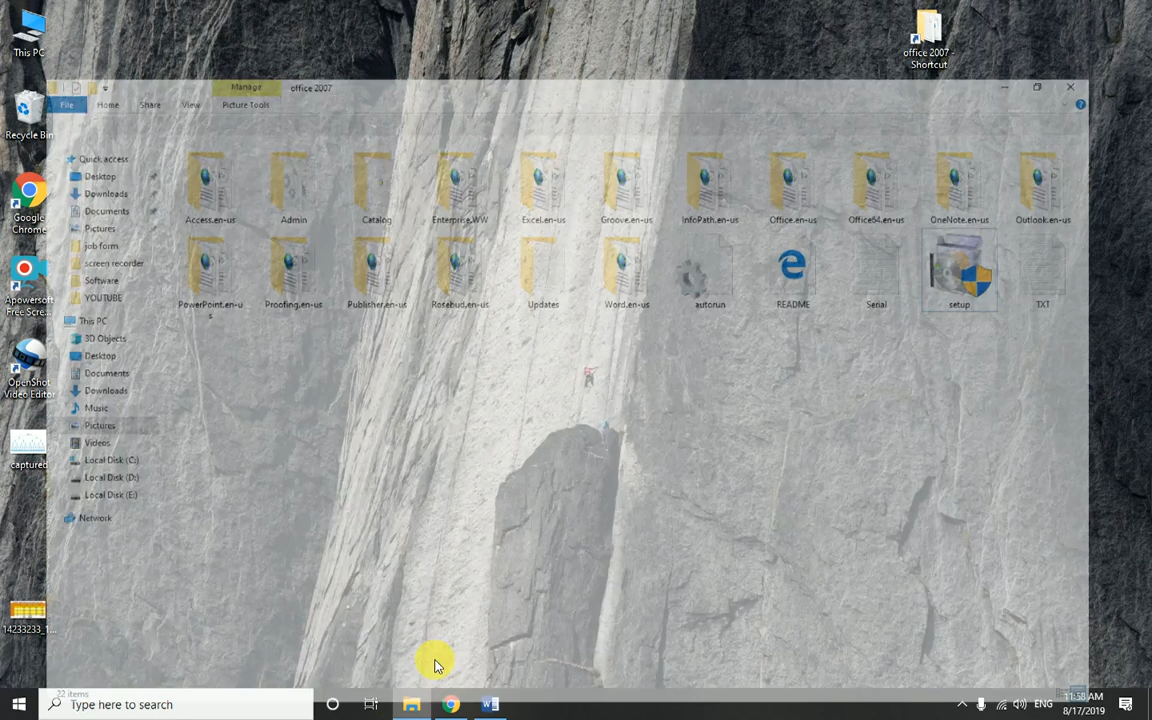 This PC
office 2007 -
Shortcut
Manage
office 2007
File
Home
Share
View
Picture Tools
Recycle Bin
Quick access
Desktop
Downloads
Documents
Pictures
job form
screen recorder
Software
YOUTUBE
This PC
3D Objects
Desktop
Documents
Downloads
Music
Pictures
Videos
Local Disk (C:)
Local Disk (D:)
Local Disk (E:)
Network
Access.en-us
Admin
Catalog
Enterprise.WW
Excel.en-us
Groove.en-us
InfoPath.en-us
Office.en-us
Office64.en-us
OneNote.en-us
Outlook.en-us
PowerPoint.en-u
s
Proofing.en-us
Publisher.en-us
Rosebud.en-us
Updates
Word.en-us
autorun
README
Serial
setup
TXT
Google
Chrome
Apowersoft
Free Scre...
OpenShot
Video Editor
captured
14233233_1...
22 items
Type here to search
ENG
11:58 AM
8/17/2019